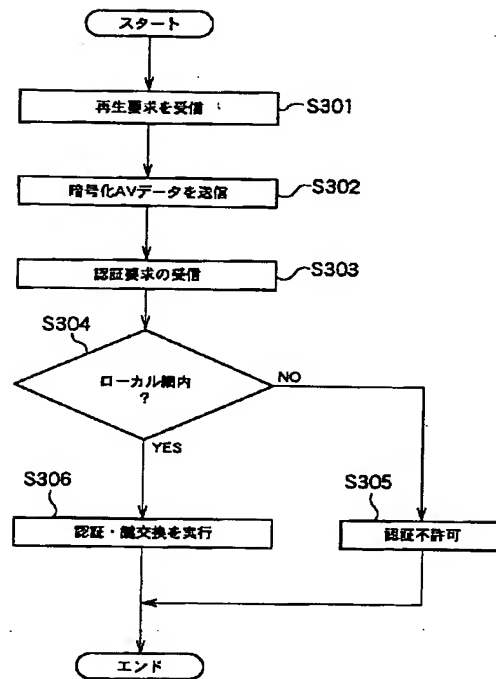 スタート
再生要求を受信
S301
暗号化AVデータを送信
S302
認証要求の受信
S303
S304
ローカル網内
?
NO
YES
S306
認証・鍵交換を実行
S305
認証不許可
エンド